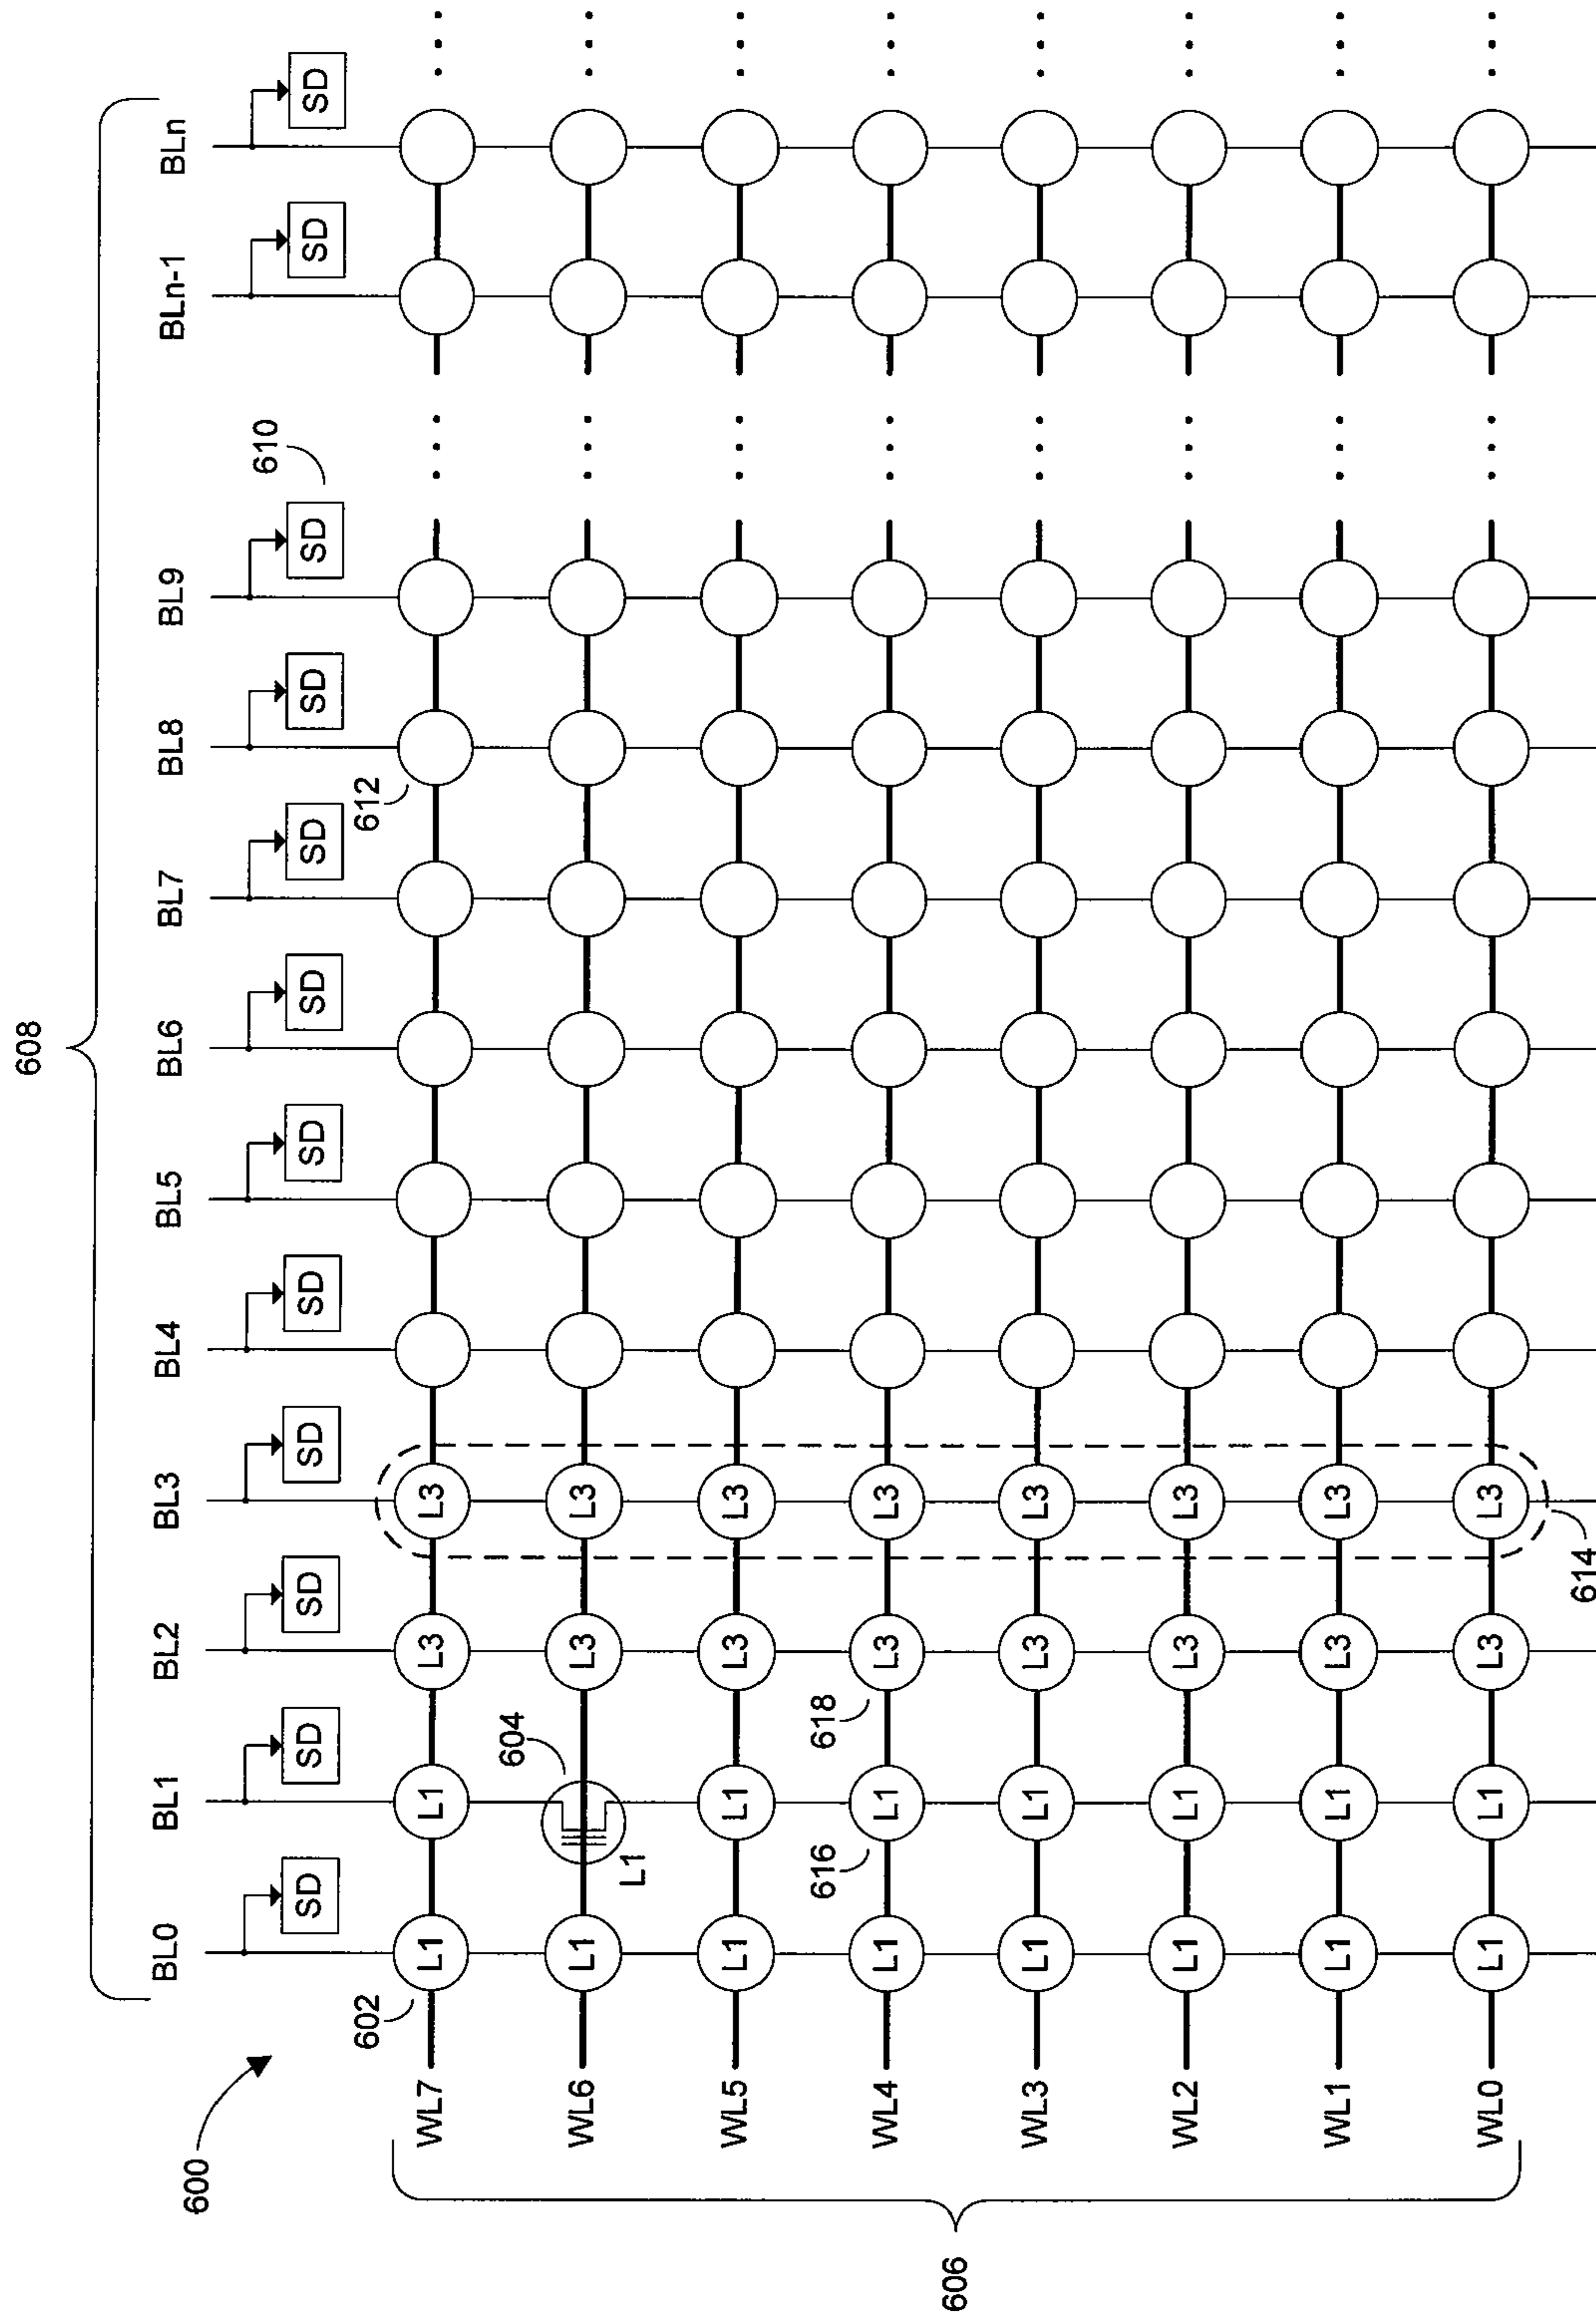 608
BL0 BL1 BL2 BL3 BL4 BL5 BL6 BL7 BL8 BL9 BLn-1 BLn
600
610
SD SD SD SD SD SD SD SD SD SD SD SD
602 612
WL7 L1 L1 L3 L3
604
WL6 L1 L3 L3
L1
WL5 L1 L1 L3 L3
616 618
WL4 L1 L1 L3 L3
606
WL3 L1 L1 L3 L3
WL2 L1 L1 L3 L3
WL1 L1 L1 L3 L3
WL0 L1 L1 L3 L3
614